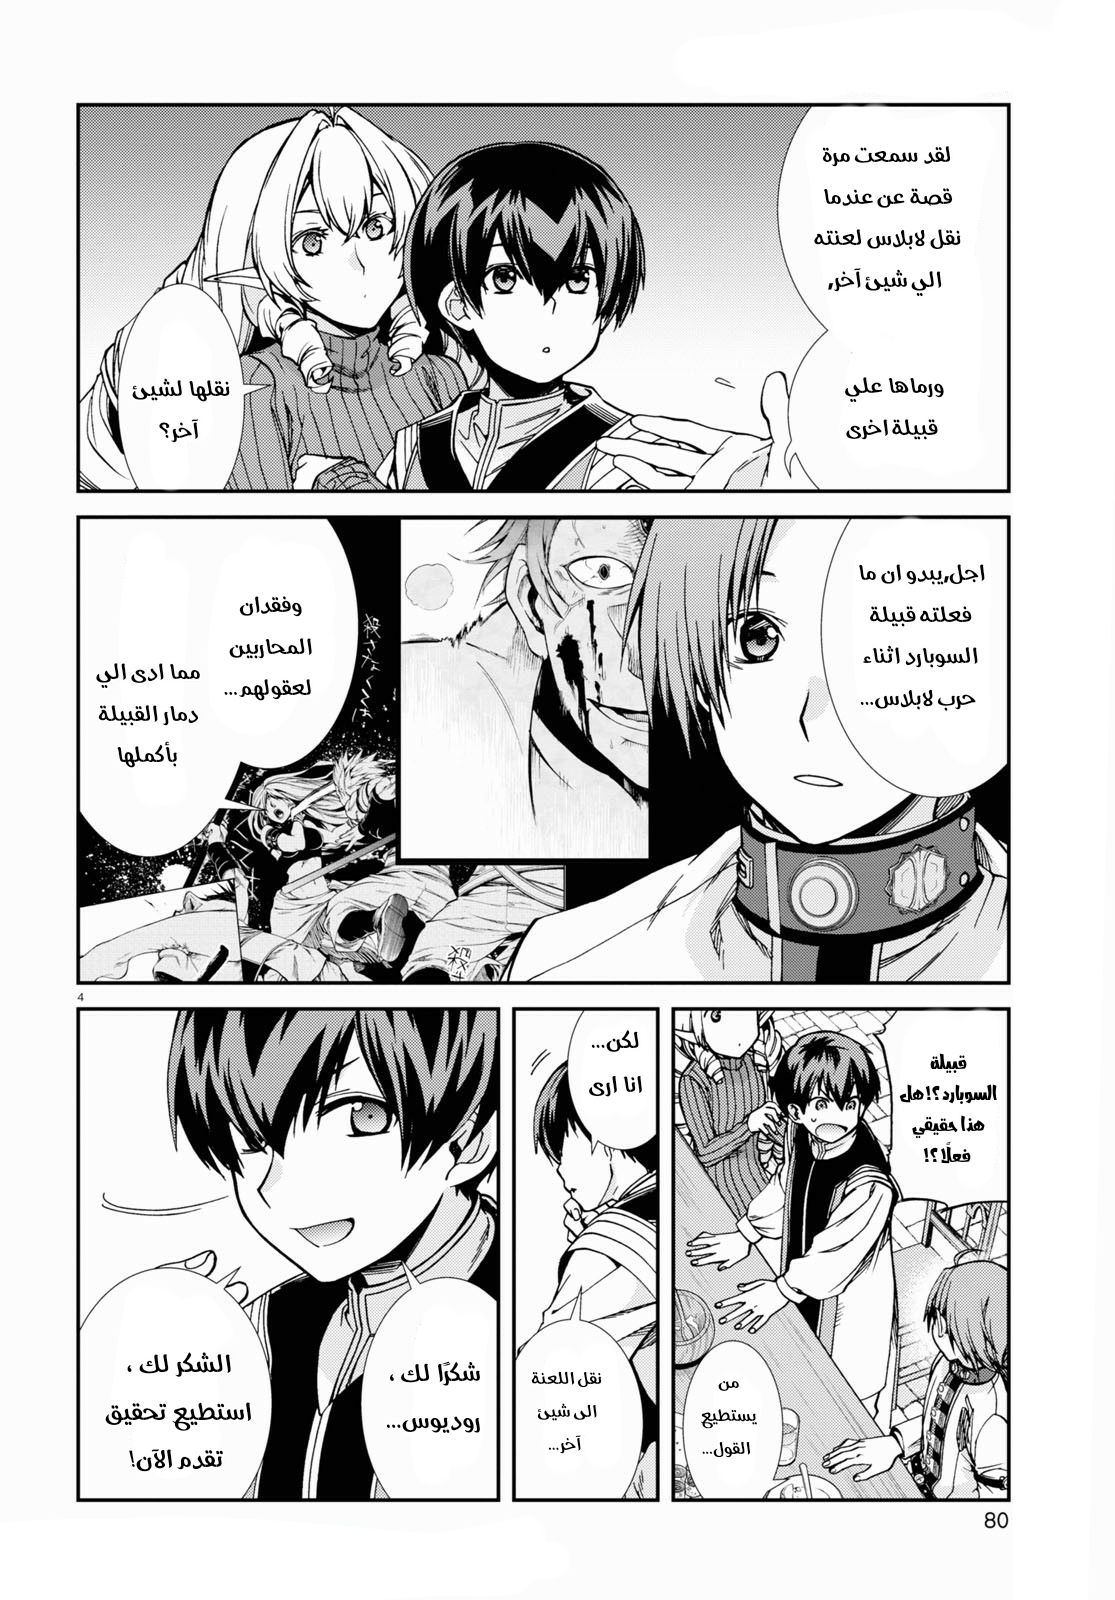 لقد سمعت مرة
قصة عن عندما
نقل لابلاس لعنته
الي شيئ آخر,
ورماها علي
قبيلة اخرى
نقلها لشيئ
آخر؟
اجل,يبدو ان ما
فعلته قبيلة
السوبارد اثناء
حرب لابلاس...
وفقدان
المحاربين
لعقولهم...
مما ادى الي
دمار القبيلة
بأكملها
4
قبيلة
السوبارد؟!هل
هذا حقيقي
فعلًا؟!
من
يستطيع
القول...
لكن...
انا ارى
نقل اللعنة
الى شيئ
آخر...
شكرًا لك ،
روديوس...
الشكر لك ،
استطيع تحقيق
تقدم الآن!
80